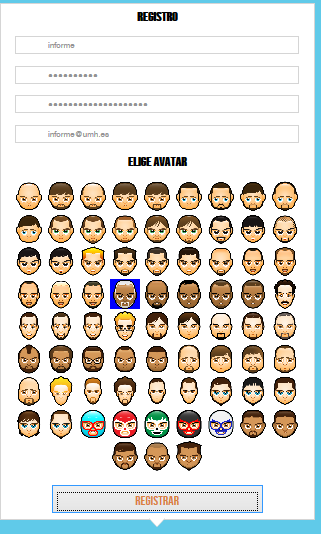 REGISTRO
informe
••••••••••
••••••••••••••••••••
informe@umh.es
ELIGE AVATAR
REGISTRAR